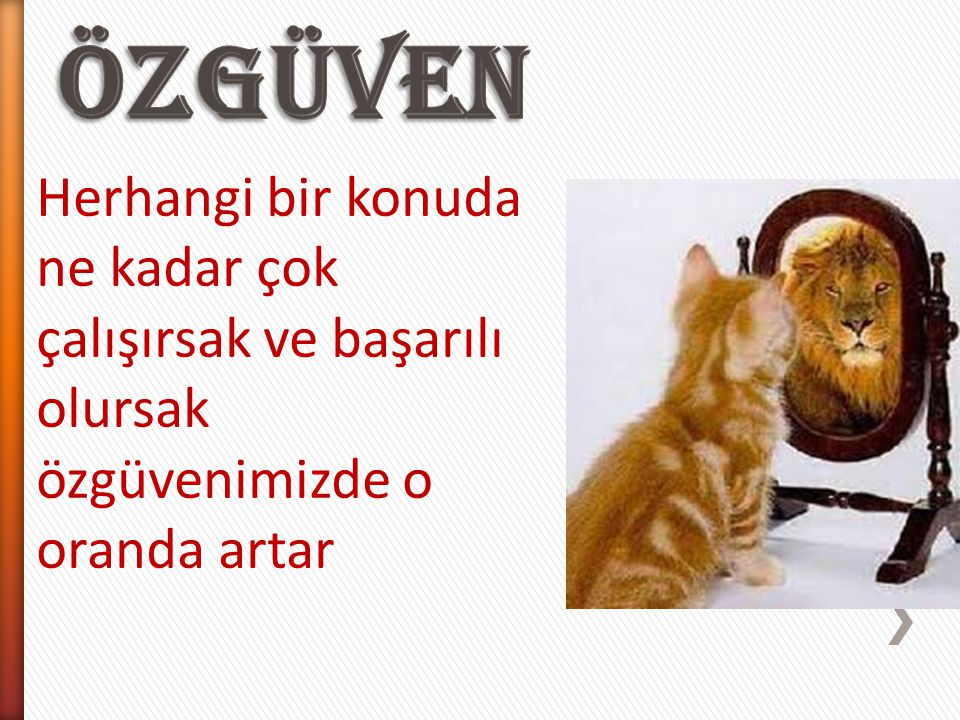 ÖZGÜVEN
Herhangi bir konuda
ne kadar çok
çalışırsak ve başarılı
olursak
özgüvenimizde o
oranda artar